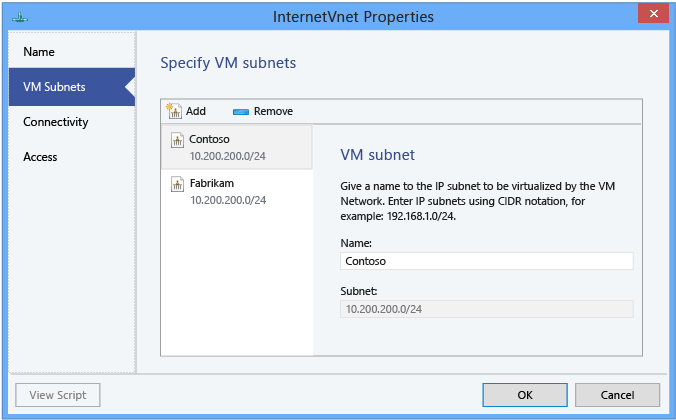 InternetVnet Properties
Name
VM Subnets
Connectivity
Access
Specify VM subnets
Add
Remove
Contoso
10.200.200.0/24
Fabrikam
10.200.200.0/24
VM subnet
Give a name to the IP subnet to be virtualized by the VM
Network. Enter IP subnets using CIDR notation, for
example: 192.168.1.0/24.
Name:
Contoso
Subnet:
10.200.200.0/24
View Script
OK
Cancel